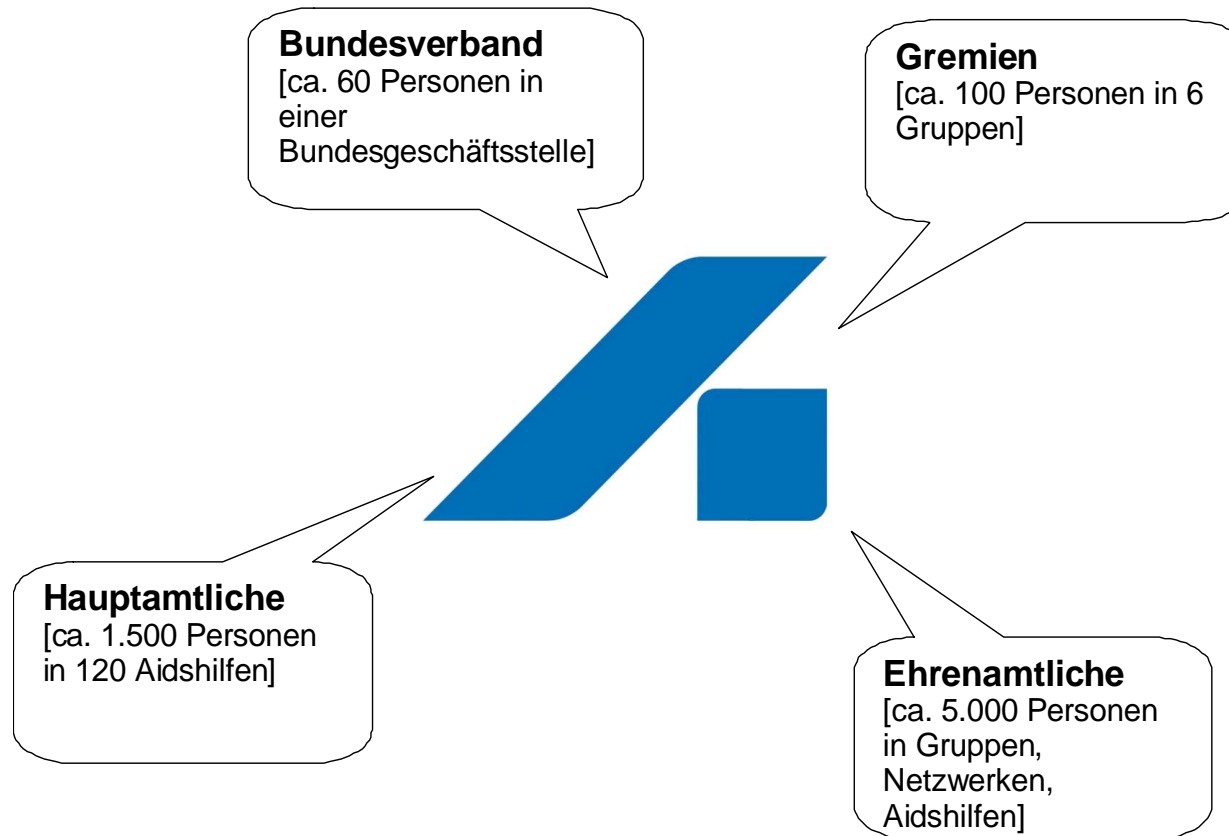 Bundesverband
[ca. 60 Personen in
einer
Bundesgeschäftsstelle]
Gremien
[ca. 100 Personen in 6
Gruppen]
Hauptamtliche
[ca. 1.500 Personen
in 120 Aidshilfen]
Ehrenamtliche
[ca. 5.000 Personen
in Gruppen,
Netzwerken,
Aidshilfen]